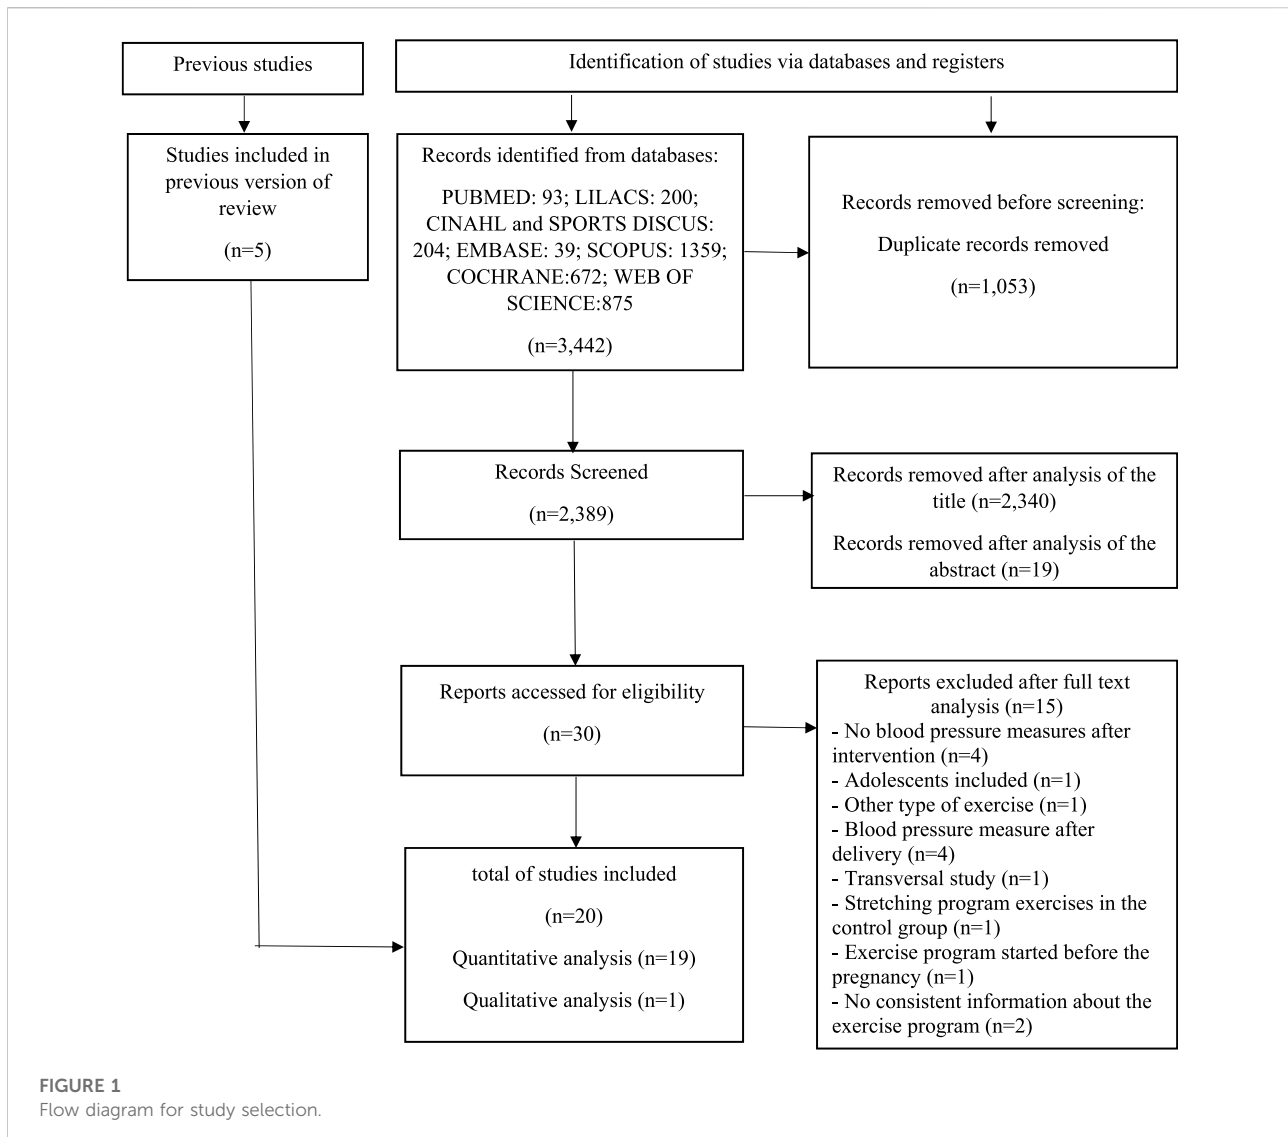 Previous studies
Identification of studies via databases and registers
Studies included in
previous version of
review
(n=5)
Records identified from databases:
PUBMED: 93; LILACS: 200;
CINAHL and SPORTS DISCUS:
204; EMBASE: 39; SCOPUS: 1359;
COCHRANE:672; WEB OF
SCIENCE:875
(n=3,442)
Records removed before screening:
Duplicate records removed
(n=1,053)
Records Screened
(n=2,389)
Records removed after analysis of the
title (n=2,340)
Records removed after analysis of the
abstract (n=19)
Reports accessed for eligibility
(n=30)
Reports excluded after full text
analysis (n=15)
- No blood pressure measures after
intervention (n=4)
- Adolescents included (n=1)
- Other type of exercise (n=1)
- Blood pressure measure after
delivery (n=4)
- Transversal study (n=1)
- Stretching program exercises in the
control group (n=1)
- Exercise program started before the
pregnancy (n=1)
- No consistent information about the
exercise program (n=2)
total of studies included
(n=20)
Quantitative analysis (n=19)
Qualitative analysis (n=1)
FIGURE 1
Flow diagram for study selection.